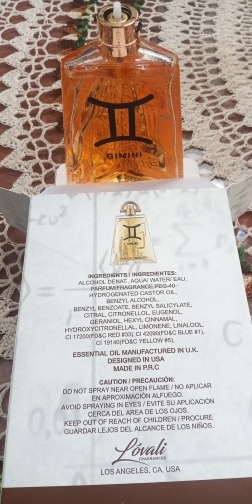 GIMINI
INGREDIENTS / INGREDIENTES:
ALCOHOL DENAT., AQUA/ WATER/ EAU,
PARFUM/FRAGRANCE,PEG-40
HYDROGENATED CASTOR OIL,
BENZYL ALCOHOL,
BENZYL BENZOATE, BENZYL SALICYLATE,
CITRAL, CITRONELLOL, EUGENOL,
GERANIOL, HEXYL CINNAMAL,
HYDROXYCITRONELLAL, LIMONENE, LINALOOL,
CI 17200(FD&C RED #33), CI 42090(FD&C BLUE #1),
CI 19140(FD&C YELLOW #5),
ESSENTIAL OIL MANUFACTURED IN U.K.
DESIGNED IN USA
MADE IN P.R.C
CAUTION / PRECAUCIÓN:
DO NOT SPRAY NEAR OPEN FLAME / NO APLICAR
EN APROXIMACIÓN ALFUEGO.
AVOID SPRAYING IN EYES / EVITE SU APLICACIÓN
CERCA DEL ÁREA DE LOS OJOS.
KEEP OUT OF REACH OF CHILDREN / PROCURE
GUARDAR LEJOS DEL ALCANCE DE LOS NIÑOS.
Lóvali
FRAGRANCES
LOS ANGELES, CA, USA